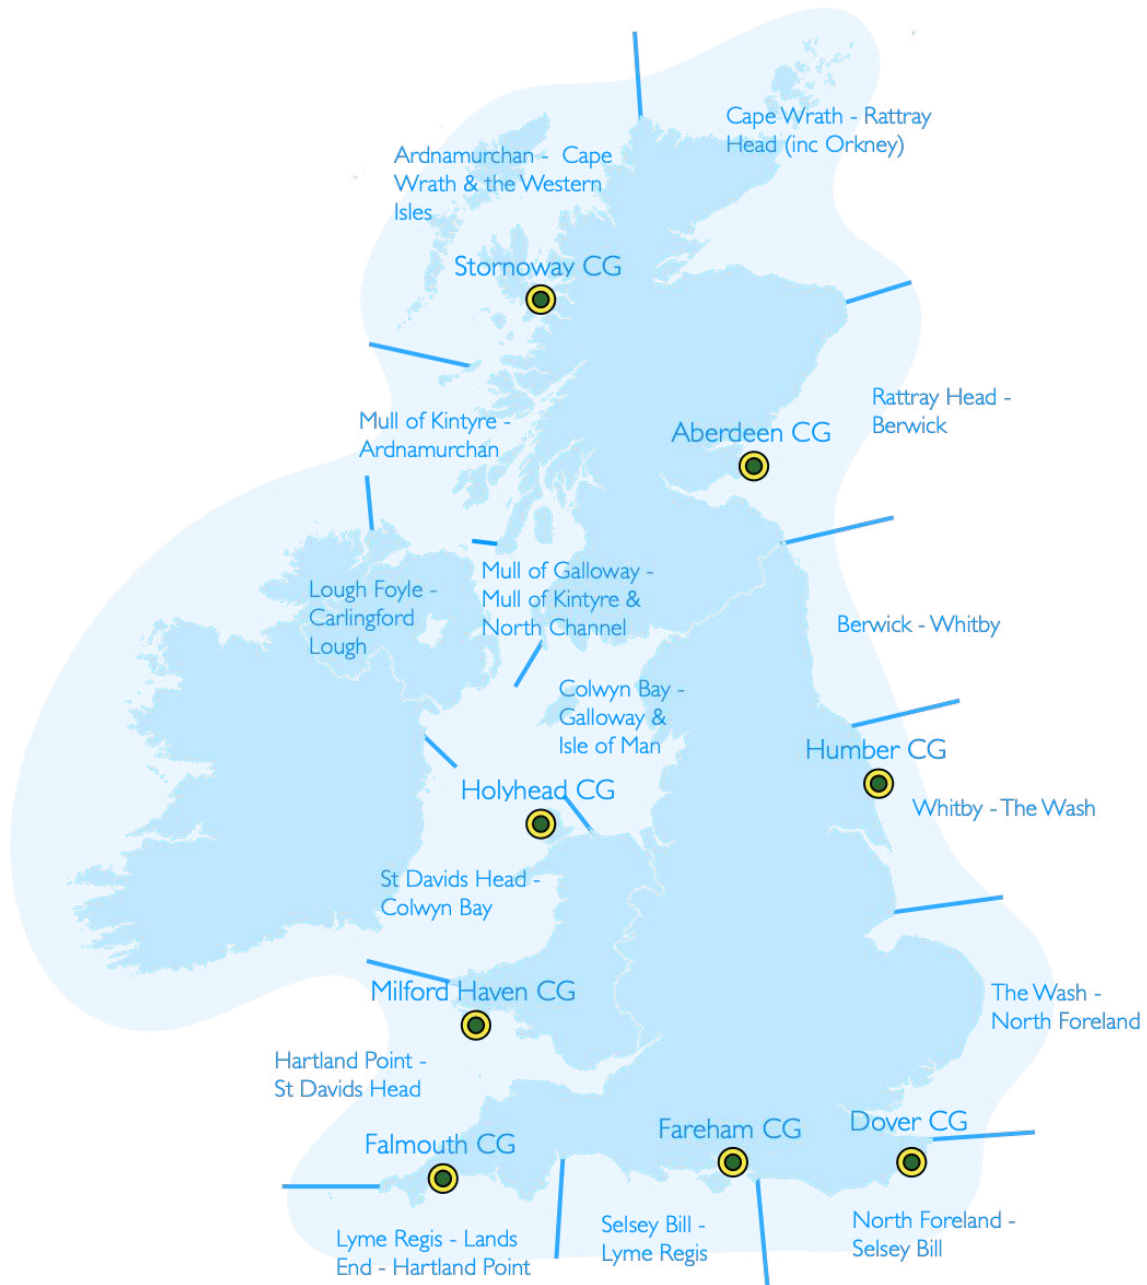 Cape Wrath - Rattray
Head (inc Orkney)
Ardnamurchan - Cape
Wrath & the Western
Isles
Stornoway CG
Rattray Head -
Berwick
Mull of Kintyre -
Ardnamurchan
Aberdeen CG
Mull of Galloway -
Mull of Kintyre &
North Channel
Lough Foyle -
Carlingford
Lough
Berwick - Whitby
Colwyn Bay -
Galloway &
Isle of Man
Humber CG
Holyhead CG
Whitby - The Wash
St Davids Head -
Colwyn Bay
Milford Haven CG
The Wash -
North Foreland
Hartland Point -
St Davids Head
Dover CG
Fareham CG
Falmouth CG
North Foreland -
Selsey Bill
Selsey Bill -
Lyme Regis
Lyme Regis - Lands
End - Hartland Point